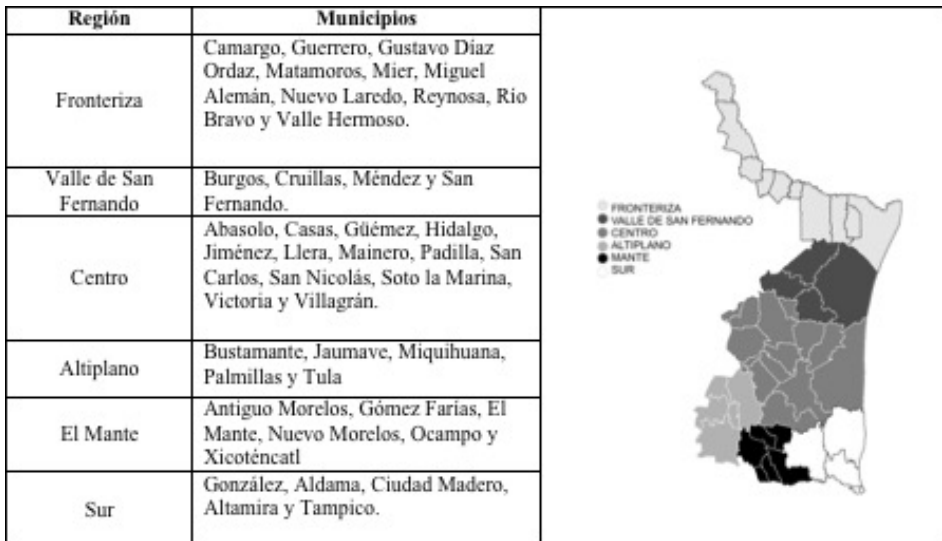 Región Municipios
Fronteriza
Camargo, Guerrero, Gustavo Díaz
Ordaz, Matamoros, Mier, Miguel
Alemán, Nuevo Laredo, Reynosa, Río
Bravo y Valle Hermoso.
Valle de San
Fernando
Burgos, Cruillas, Méndez y San
Fernando.
Centro
Abasolo, Casas, Güémez, Hidalgo,
Jiménez, Llera, Mainero, Padilla, San
Carlos, San Nicolás, Soto la Marina,
Victoria y Villagrán.
Altiplano
Bustamante, Jaumave, Miquihuana,
Palmillas y Tula
El Mante
Antiguo Morelos, Gómez Farías, El
Mante, Nuevo Morelos, Ocampo y
Xicoténcatl
Sur
González, Aldama, Ciudad Madero,
Altamira y Tampico.
FRONTERIZA
VALLE DE SAN FERNANDO
CENTRO
ALTIPLANO
MANTE
SUR